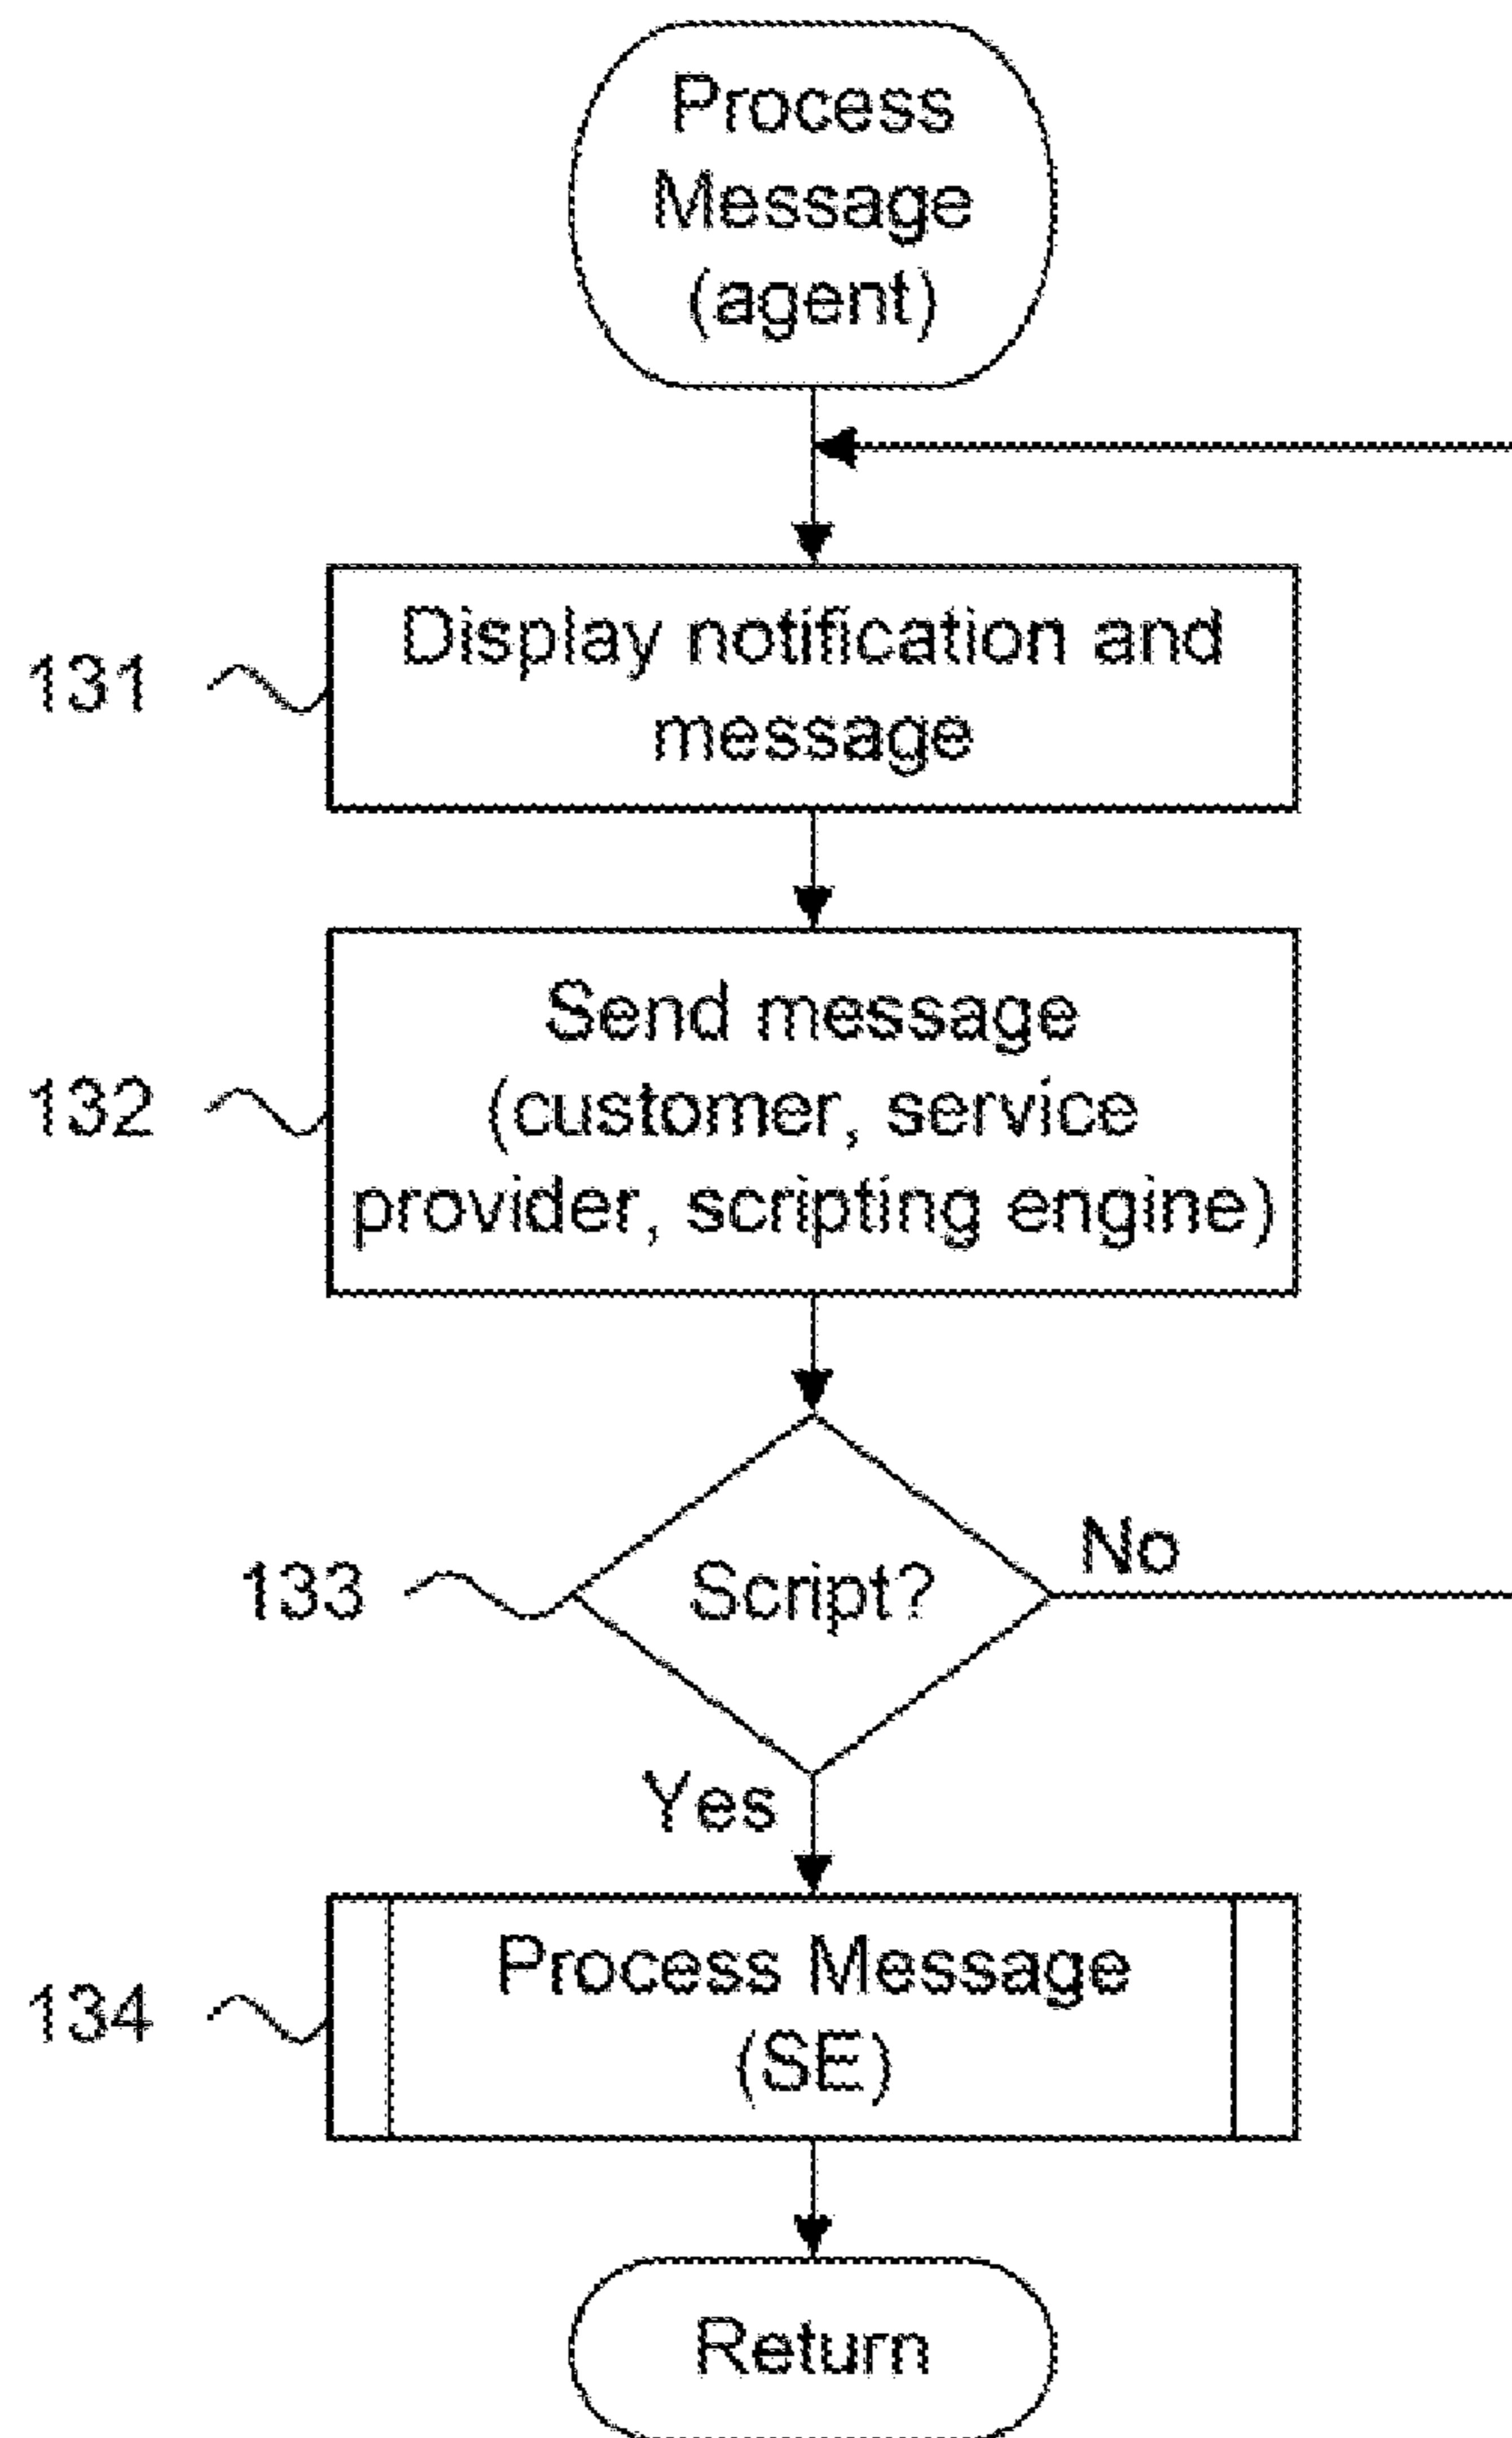 Process
Message
(agent)
131
Display notification and
message
132
Send message
(customer, service
provider, scripting engine)
133
Script?
No
Yes
134
Process Message
(SE)
Return